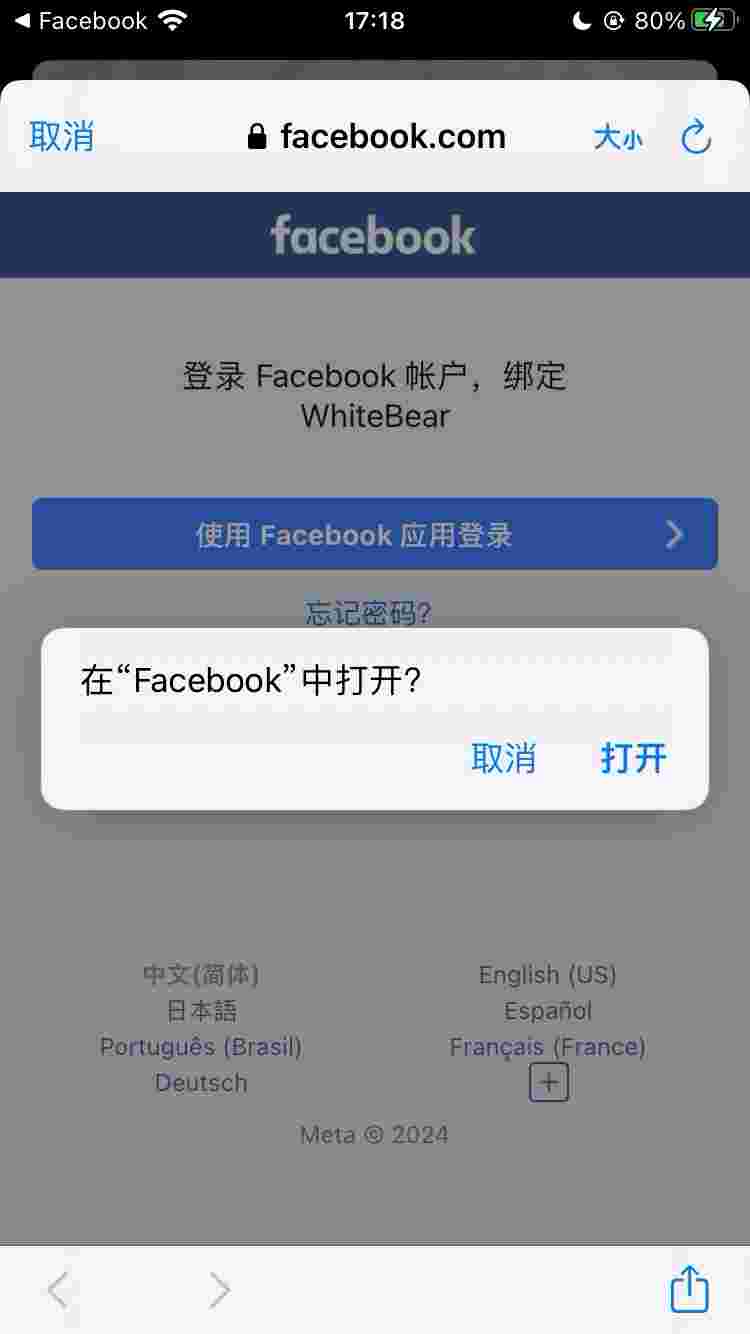 Facebook 17:18 80%
取消 facebook.com 大小
facebook
登录 Facebook 帐户，绑定
WhiteBear
使用 Facebook 应用登录
忘记密码?
在“Facebook”中打开?
取消 打开
中文(简体) English (US)
日本語 Español
Português (Brasil) Français (France)
Deutsch
Meta © 2024